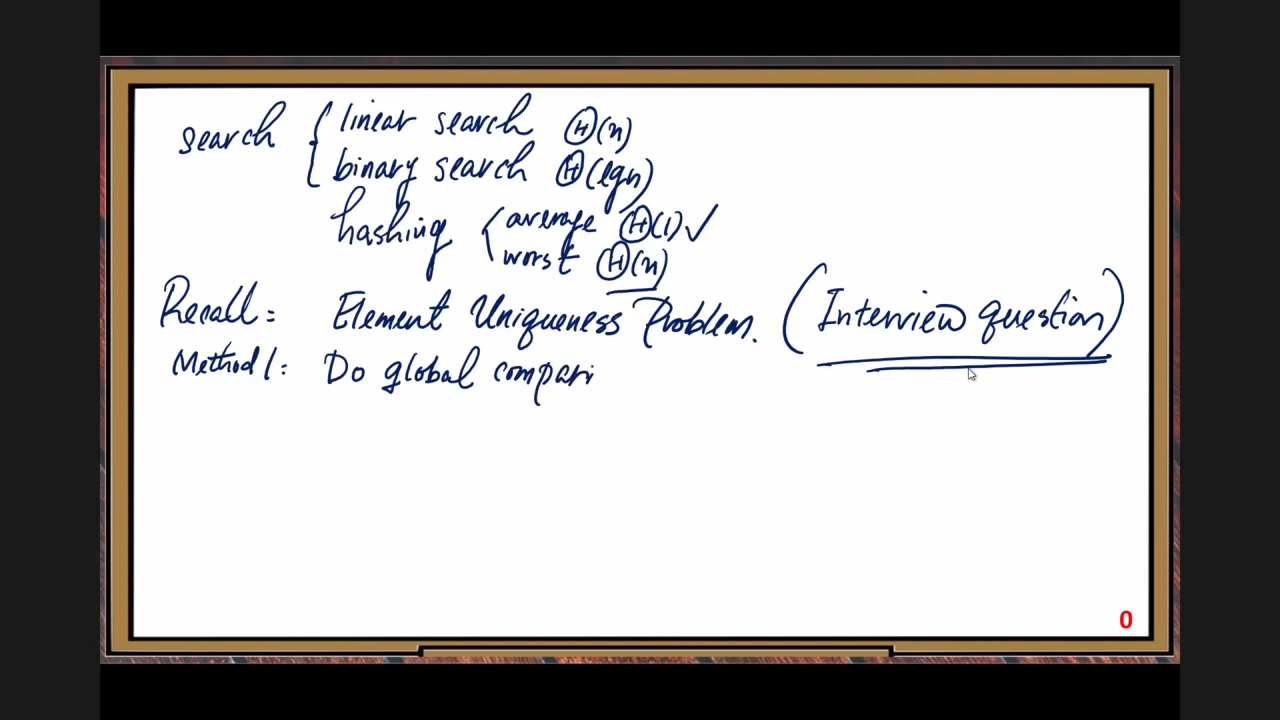 search { linear search Θ(n)
binary search Θ(lgn)
hashing { average Θ(1) ✓
worst Θ(n)
Recall: Element Uniqueness Problem. (Interview question)
Method 1: Do global compari
0